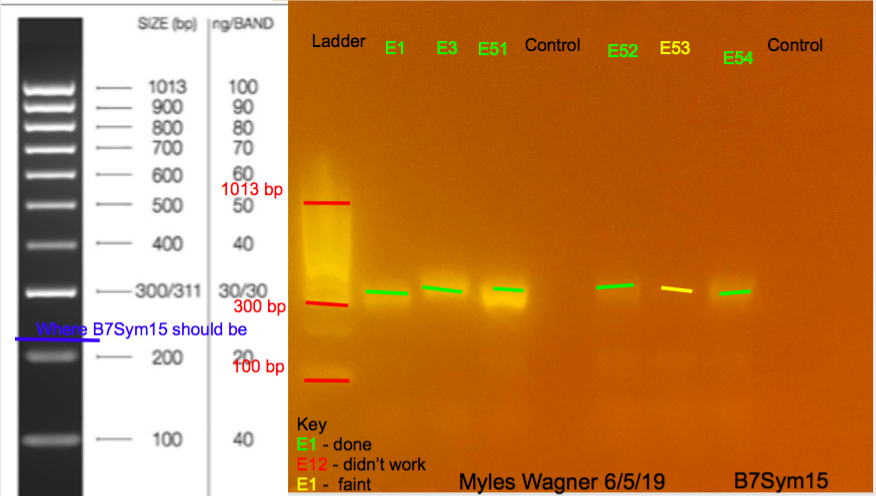 SIZE (bp) ng/BAND
1013 100
900 90
800 80
700 70
600 60
500 50
400 40
300/311 30/30
Where B7Sym15 should be
200 20
100 40
Ladder E1 E3 E51 Control E52 E53 E54 Control
1013 bp
300 bp
100 bp
Key
E1 - done
E12 - didn't work
E1 - faint
Myles Wagner 6/5/19 B7Sym15